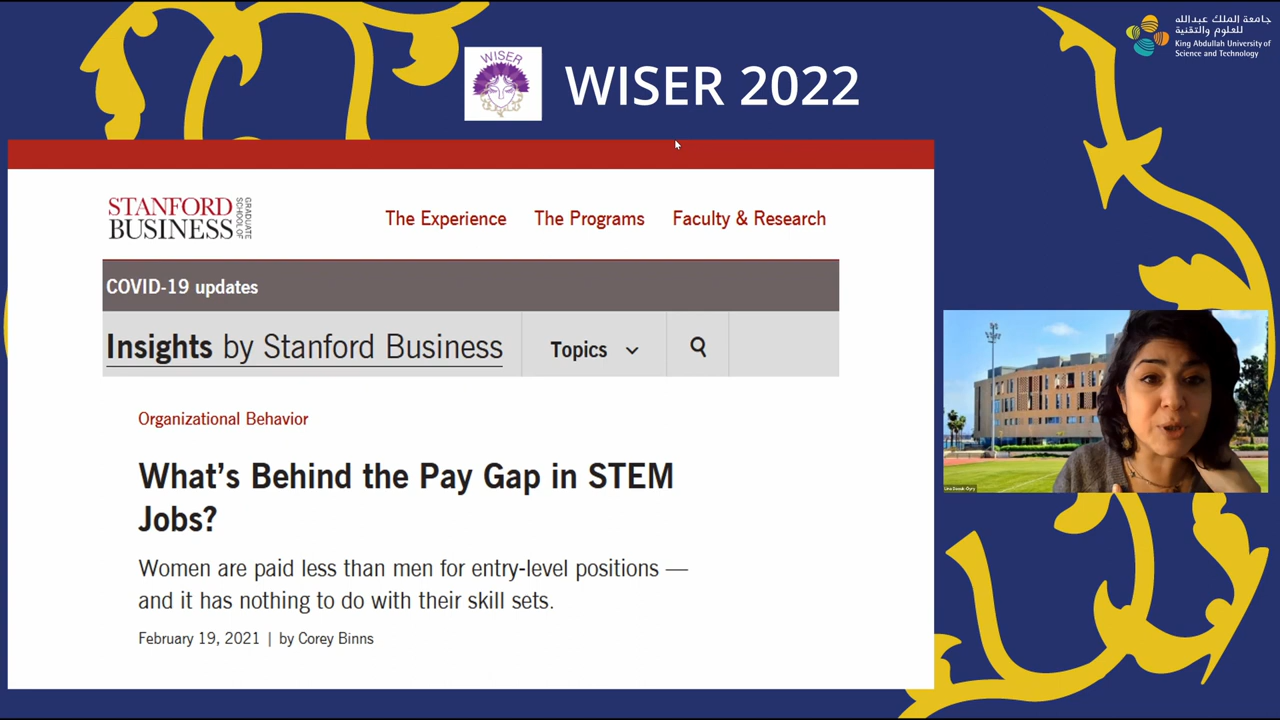 جامعة الملك عبدالله
للعلوم والتقنية
King Abdullah University of
Science and Technology
WISER
WISER 2022
STANFORD
BUSINESS
GRADUATE
SCHOOL OF
The Experience
The Programs
Faculty & Research
COVID-19 updates
Insights by Stanford Business
Topics
Organizational Behavior
What's Behind the Pay Gap in STEM
Jobs?
Women are paid less than men for entry-level positions —
and it has nothing to do with their skill sets.
February 19, 2021 | by Corey Binns